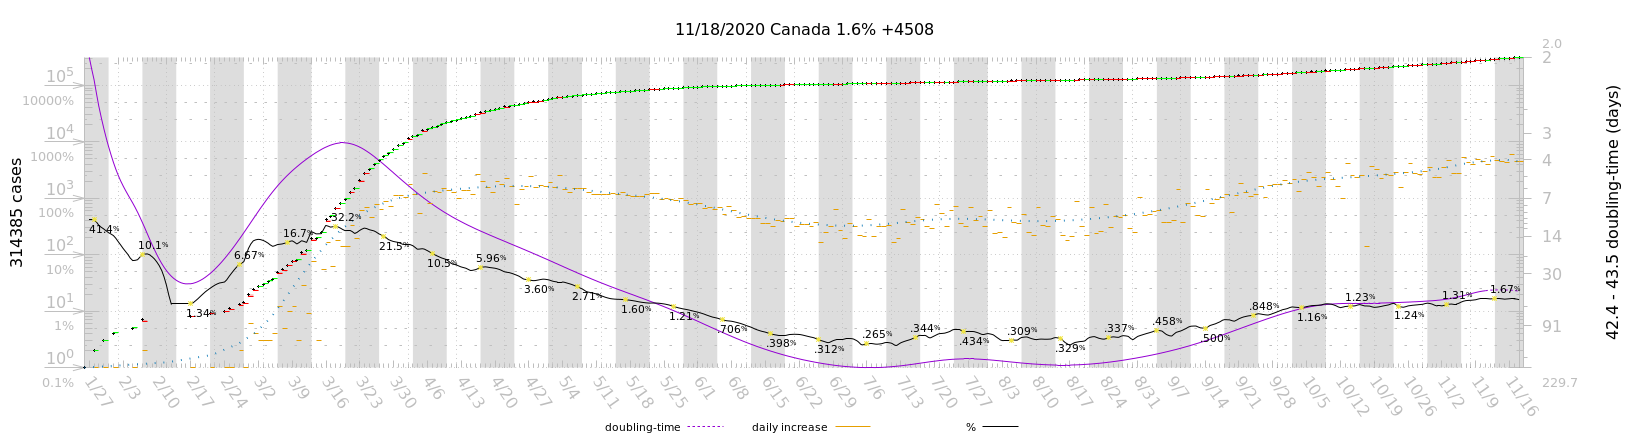 11/18/2020 Canada 1.6% +4508
2.0
10⁵ 2
10000%
10⁴ 3
1000% 4
10³ 7
100%
10² 14
10% 30
10¹
1% 91
10⁰
0.1% 229.7
314385 cases
42.4 - 43.5 doubling-time (days)
41.4% 10.1% 1.34% 6.67% 16.7% 32.2% 21.5% 10.5% 5.96% 3.60% 2.71% 1.60% 1.21% .706% .398% .312% .265% .344% .434% .309% .329% .337% .458% .500% .848% 1.16% 1.23% 1.24% 1.31% 1.67%
1/27 2/3 2/10 2/17 2/24 3/2 3/9 3/16 3/23 3/30 4/6 4/13 4/20 4/27 5/4 5/11 5/18 5/25 6/1 6/8 6/15 6/22 6/29 7/6 7/13 7/20 7/27 8/3 8/10 8/17 8/24 8/31 9/7 9/14 9/21 9/28 10/5 10/12 10/19 10/26 11/2 11/9 11/16
doubling-time daily increase %